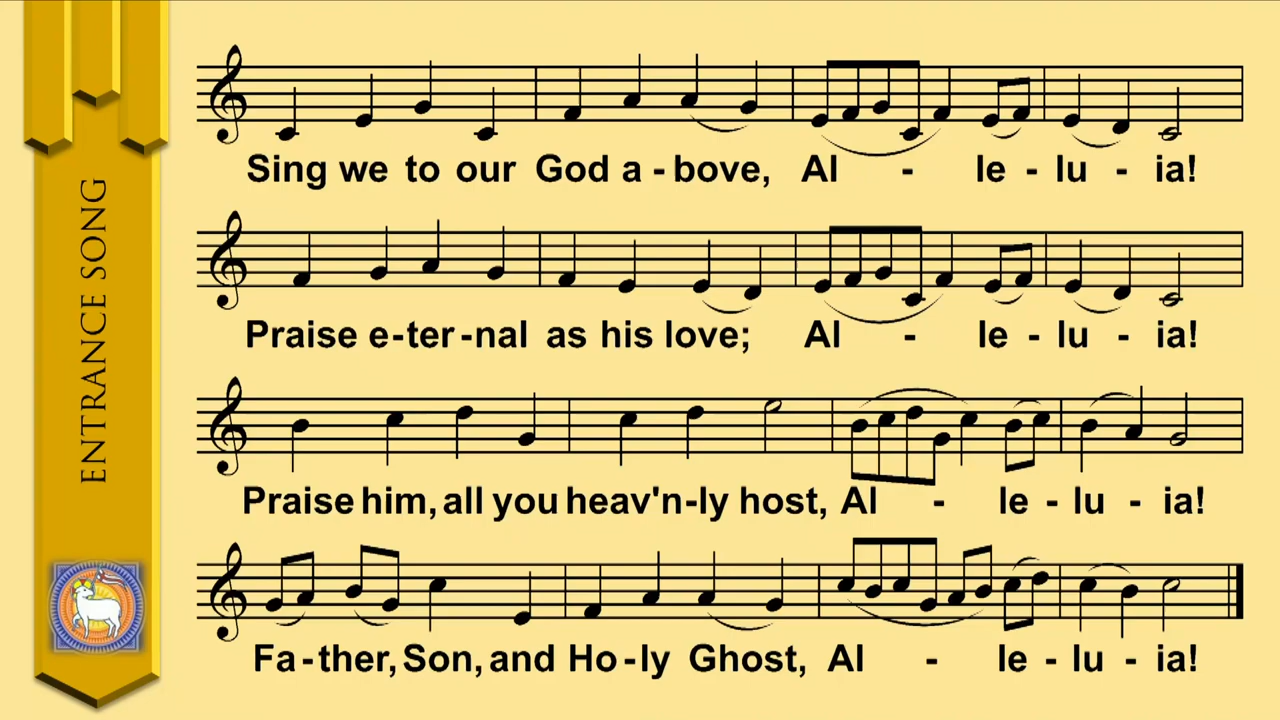 ENTRANCE SONG
Sing we to our God a - bove, Al - le - lu - ia!
Praise e - ter - nal as his love; Al - le - lu - ia!
Praise him, all you heav'n - ly host, Al - le - lu - ia!
Fa - ther, Son, and Ho - ly Ghost, Al - le - lu - ia!